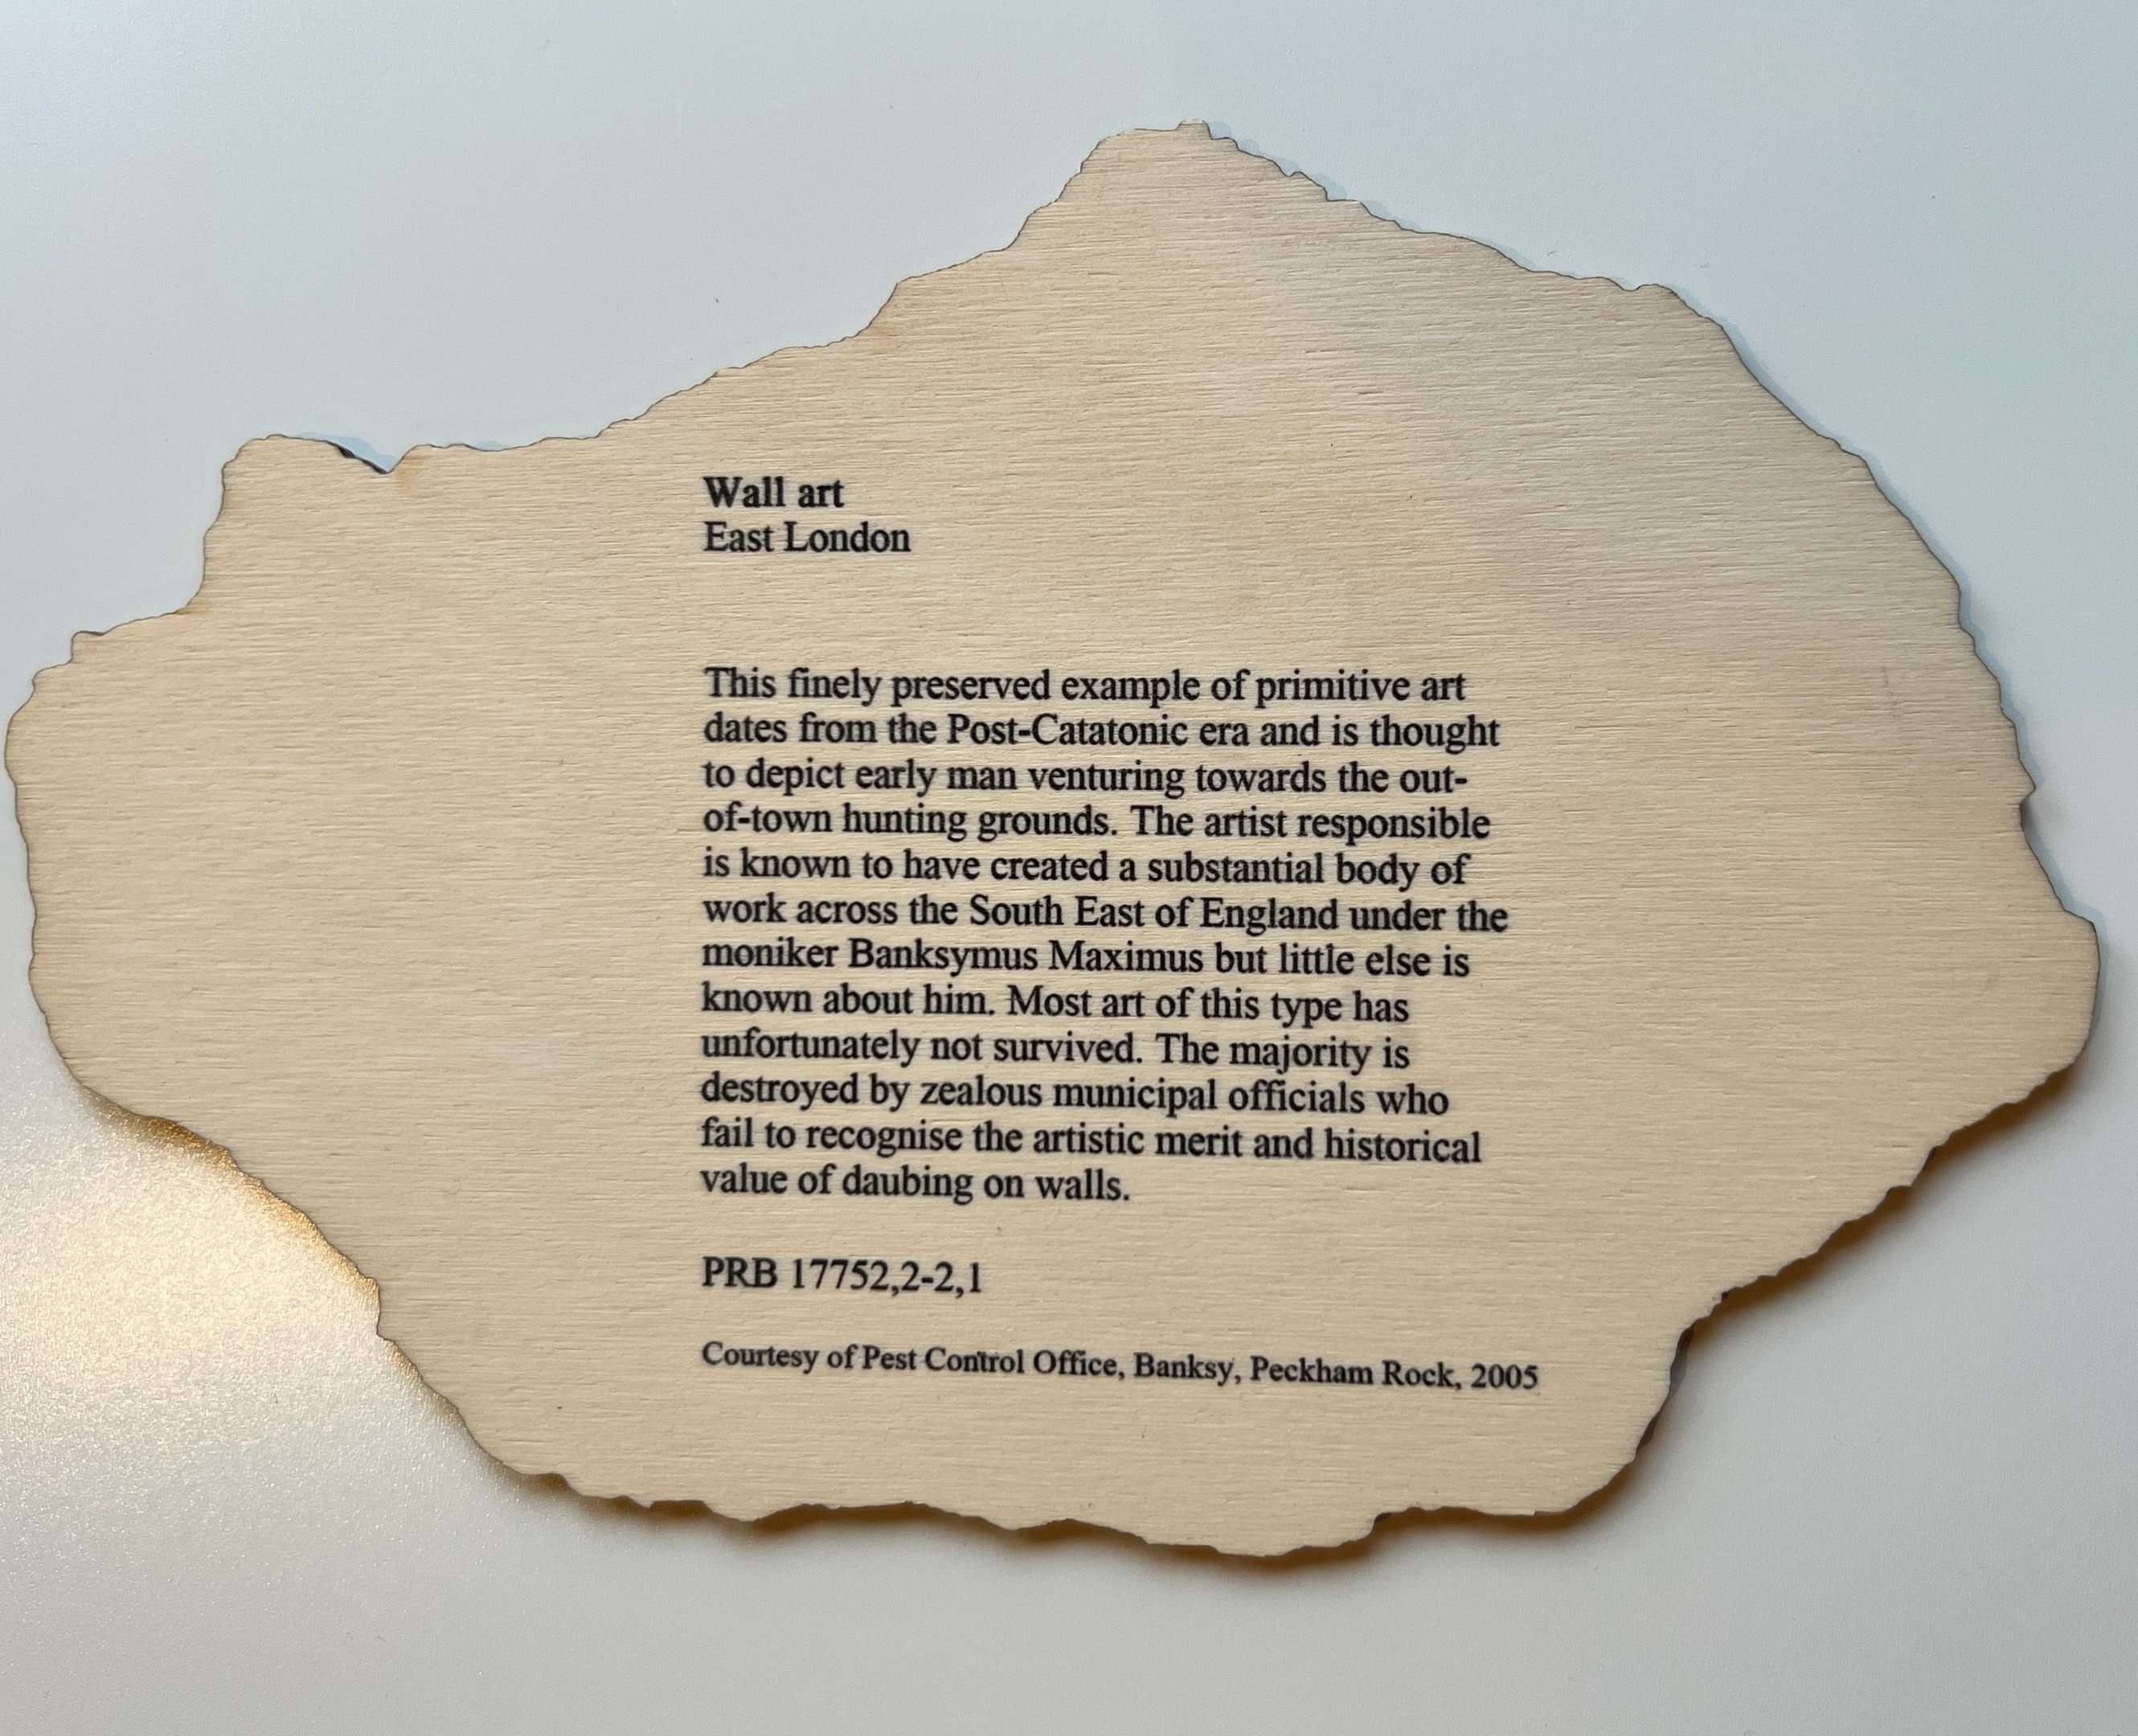 Wall art
East London
This finely preserved example of primitive art
dates from the Post-Catatonic era and is thought
to depict early man venturing towards the out-
of-town hunting grounds. The artist responsible
is known to have created a substantial body of
work across the South East of England under the
moniker Banksymus Maximus but little else is
known about him. Most art of this type has
unfortunately not survived. The majority is
destroyed by zealous municipal officials who
fail to recognise the artistic merit and historical
value of daubing on walls.
PRB 17752,2-2,1
Courtesy of Pest Control Office, Banksy, Peckham Rock, 2005